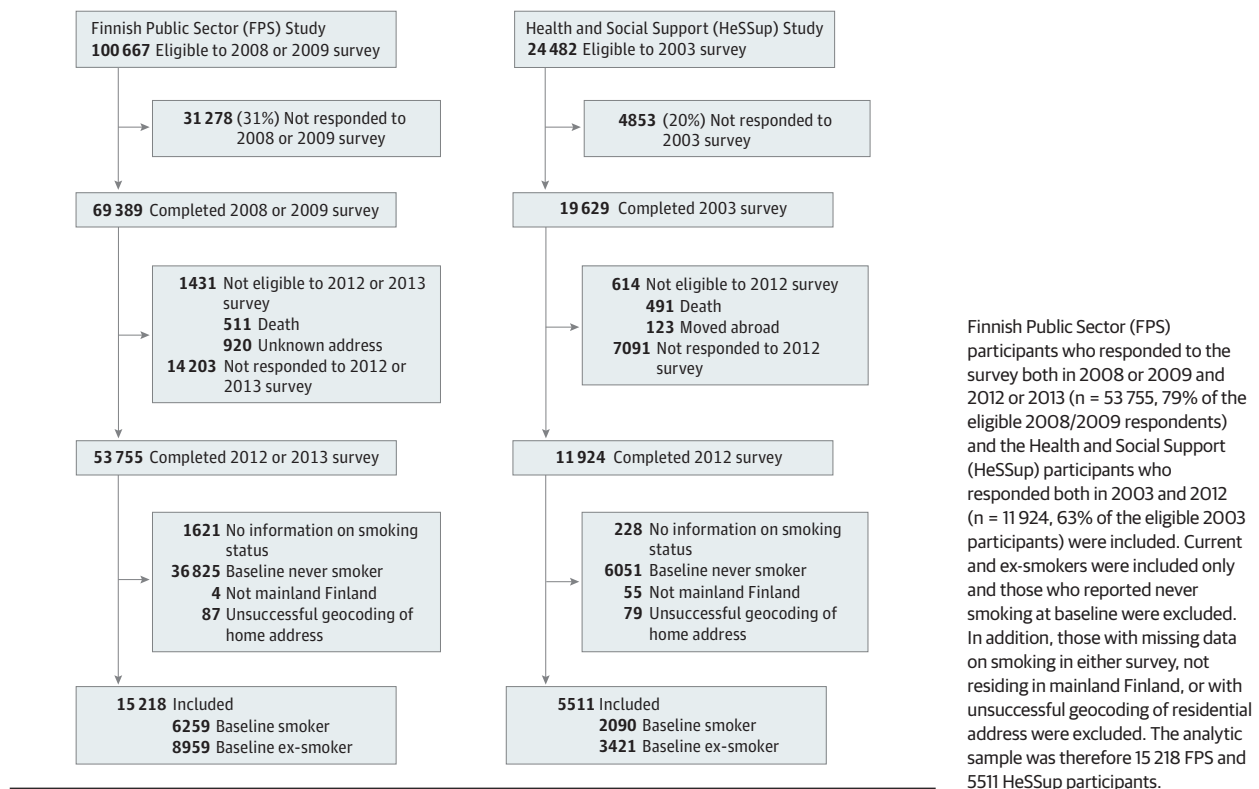 Finnish Public Sector (FPS) Study
100 667 Eligible to 2008 or 2009 survey
31 278 (31%) Not responded to
2008 or 2009 survey
69 389 Completed 2008 or 2009 survey
1431 Not eligible to 2012 or 2013
survey
511 Death
920 Unknown address
14 203 Not responded to 2012 or
2013 survey
53 755 Completed 2012 or 2013 survey
1621 No information on smoking
status
36 825 Baseline never smoker
4 Not mainland Finland
87 Unsuccessful geocoding of
home address
15 218 Included
6259 Baseline smoker
8959 Baseline ex-smoker
Health and Social Support (HeSSup) Study
24 482 Eligible to 2003 survey
4853 (20%) Not responded to
2003 survey
19 629 Completed 2003 survey
614 Not eligible to 2012 survey
491 Death
123 Moved abroad
7091 Not responded to 2012
survey
11 924 Completed 2012 survey
228 No information on smoking
status
6051 Baseline never smoker
55 Not mainland Finland
79 Unsuccessful geocoding of
home address
5511 Included
2090 Baseline smoker
3421 Baseline ex-smoker
Finnish Public Sector (FPS)
participants who responded to the
survey both in 2008 or 2009 and
2012 or 2013 (n = 53 755, 79% of the
eligible 2008/2009 respondents)
and the Health and Social Support
(HeSSup) participants who
responded both in 2003 and 2012
(n = 11 924, 63% of the eligible 2003
participants) were included. Current
and ex-smokers were included only
and those who reported never
smoking at baseline were excluded.
In addition, those with missing data
on smoking in either survey, not
residing in mainland Finland, or with
unsuccessful geocoding of residential
address were excluded. The analytic
sample was therefore 15 218 FPS and
5511 HeSSup participants.